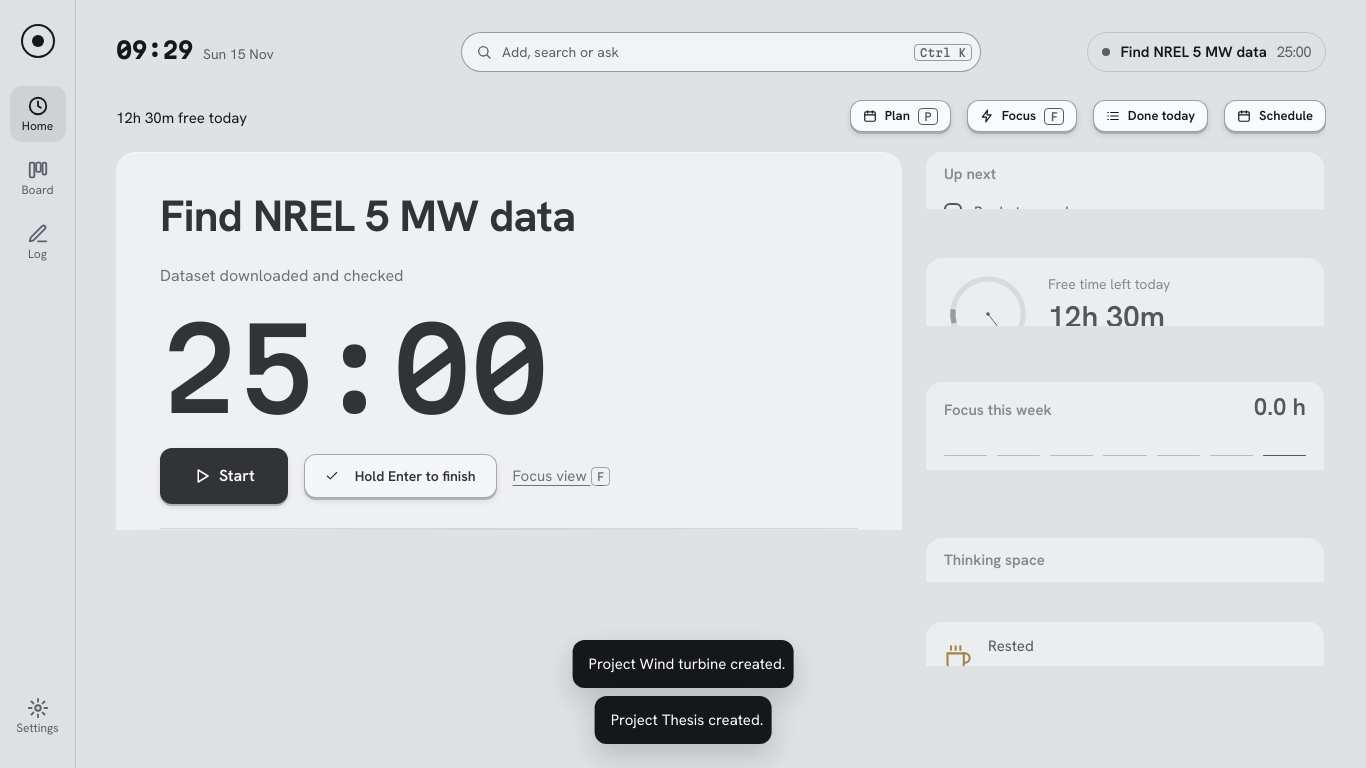 09:29 Sun 15 Nov
Add, search or ask
Ctrl K
Find NREL 5 MW data 25:00
Home
Board
Log
Settings
12h 30m free today
Plan P
Focus F
Done today
Schedule
Find NREL 5 MW data
Dataset downloaded and checked
25:00
Start
Hold Enter to finish
Focus view F
Up next
Free time left today
12h 30m
Focus this week
0.0 h
Thinking space
Rested
Project Wind turbine created.
Project Thesis created.